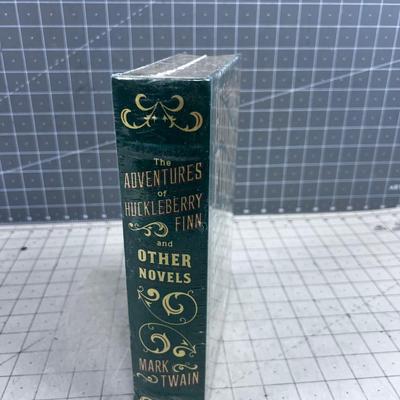 The
ADVENTURES
of
HUCKLEBERRY
FINN
and
OTHER
NOVELS
MARK
TWAIN